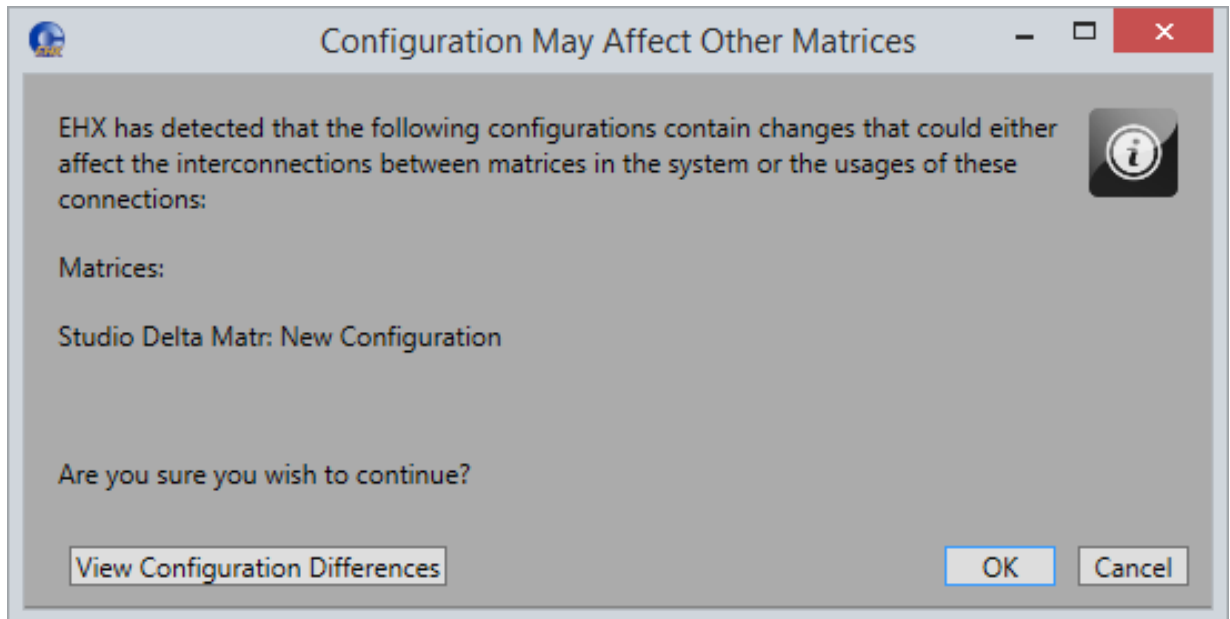 Configuration May Affect Other Matrices
EHX has detected that the following configurations contain changes that could either
affect the interconnections between matrices in the system or the usages of these
connections:
Matrices:
Studio Delta Matr: New Configuration
Are you sure you wish to continue?
View Configuration Differences
OK
Cancel